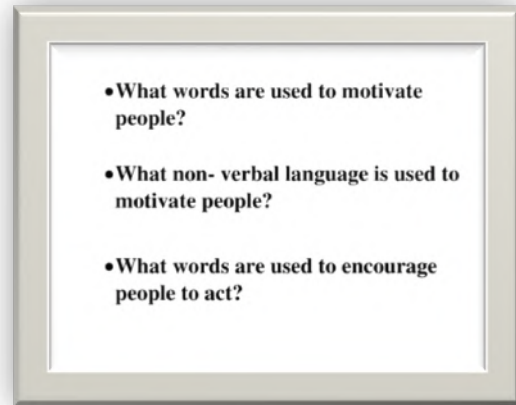 •What words are used to motivate
people?
•What non- verbal language is used to
motivate people?
•What words are used to encourage
people to act?